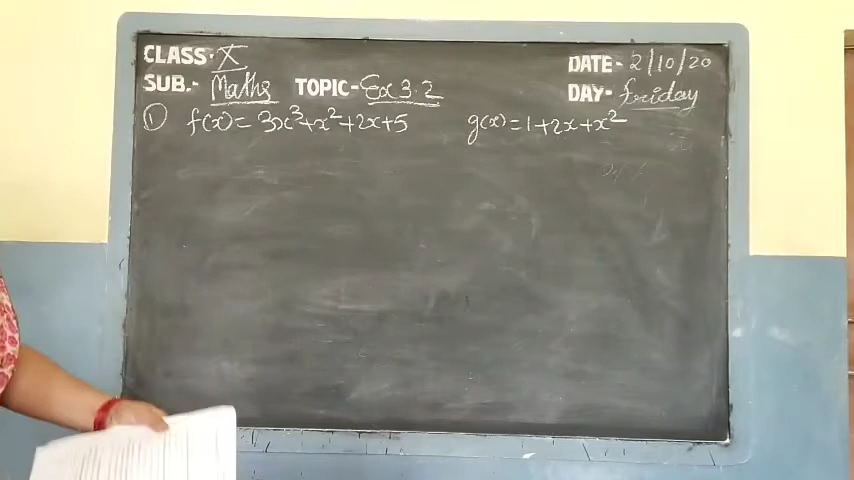 CLASS- X DATE- 2/10/20
SUB.- Maths TOPIC- Ex 3.2 DAY- friday
① f(x) = 3x³+x²+2x+5 g(x) = 1+2x+x²